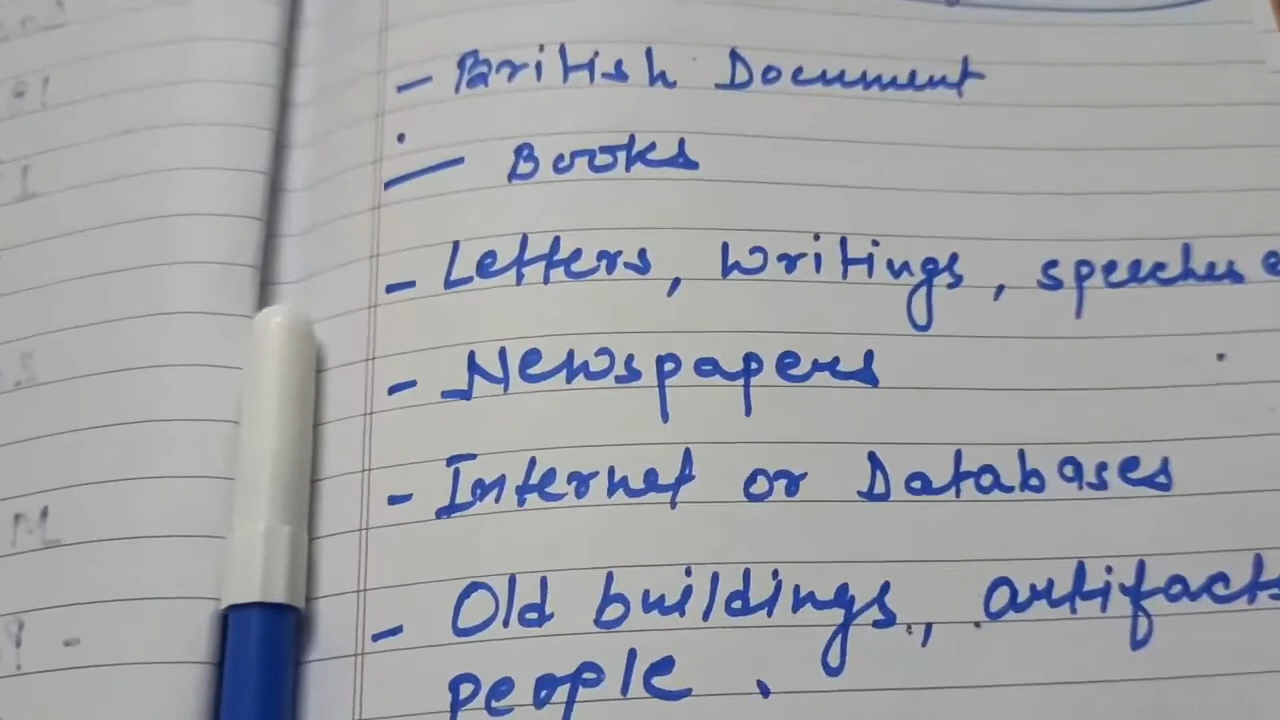 - British Document
- Books
- Letters, writings, speeches
- Newspapers
- Internet or Databases
- Old buildings, artifacts
people.